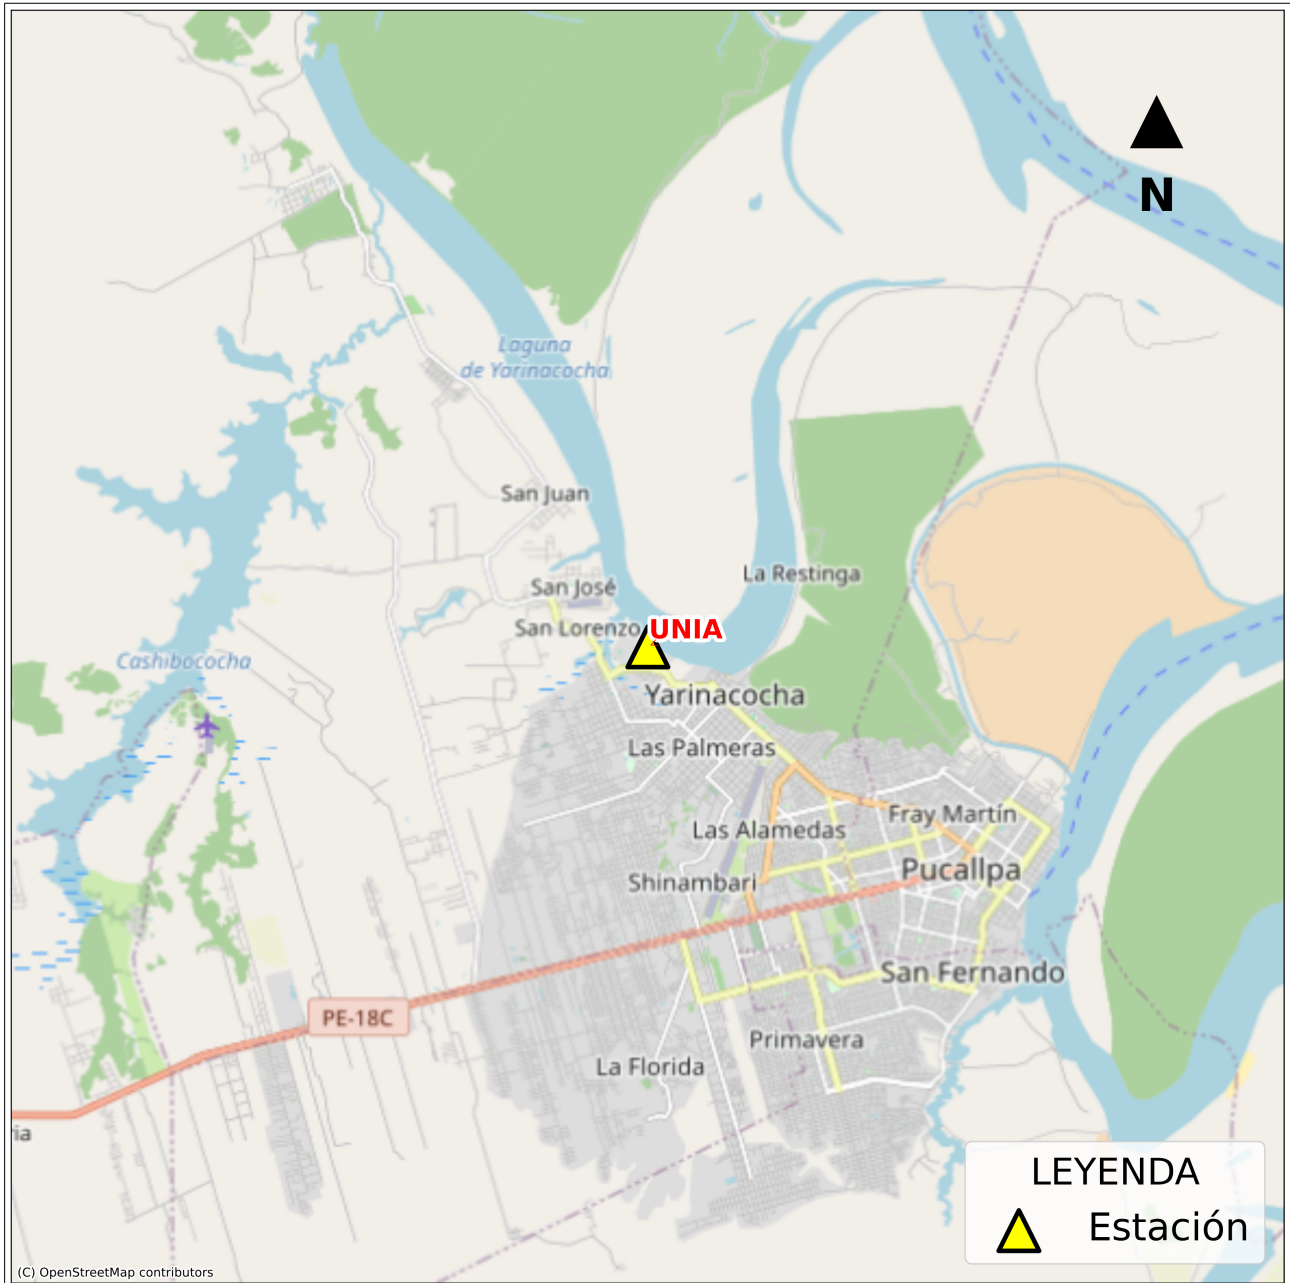 N
Laguna
de Yarinacocha
San Juan
La Restinga
San José
San Lorenzo
UNIA
Cashibococha
Yarinacocha
Las Palmeras
Fray Martín
Las Alamedas
Pucallpa
Shinambari
San Fernando
PE-18C
Primavera
La Florida
ia
LEYENDA
Estación
(C) OpenStreetMap contributors